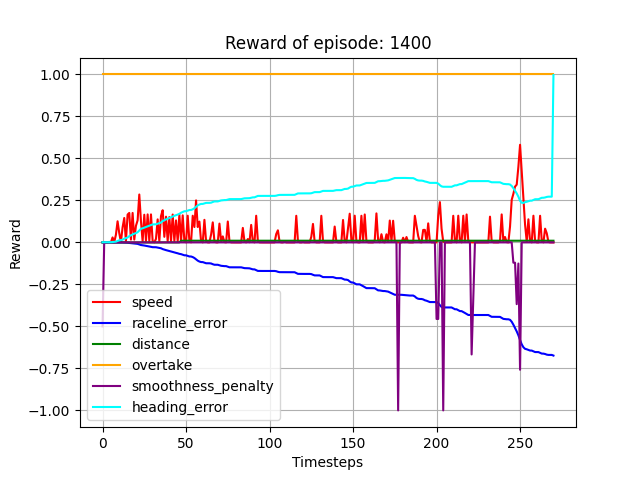 Reward of episode: 1400
Reward
1.00
0.75
0.50
0.25
0.00
−0.25
−0.50
−0.75
−1.00
speed
raceline_error
distance
overtake
smoothness_penalty
heading_error
0 50 100 150 200 250
Timesteps